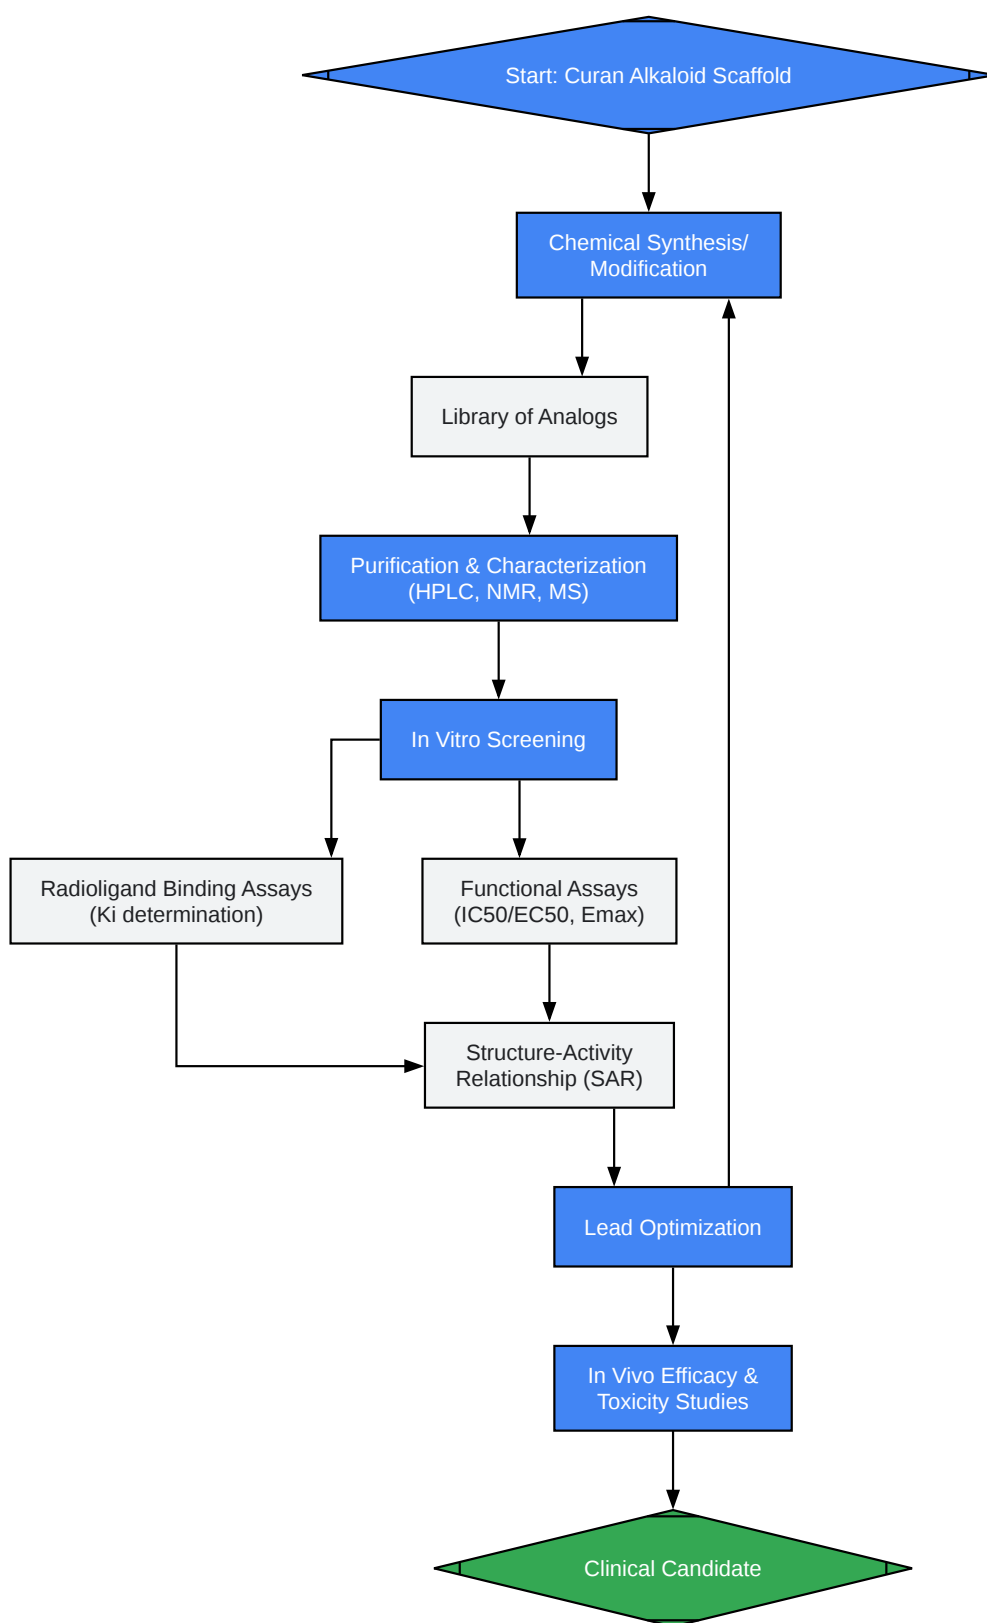 Start: Curan Alkaloid Scaffold
Chemical Synthesis/
Modification
Library of Analogs
Purification & Characterization
(HPLC, NMR, MS)
In Vitro Screening
Radioligand Binding Assays
(Ki determination)
Functional Assays
(IC50/EC50, Emax)
Structure-Activity
Relationship (SAR)
Lead Optimization
In Vivo Efficacy &
Toxicity Studies
Clinical Candidate